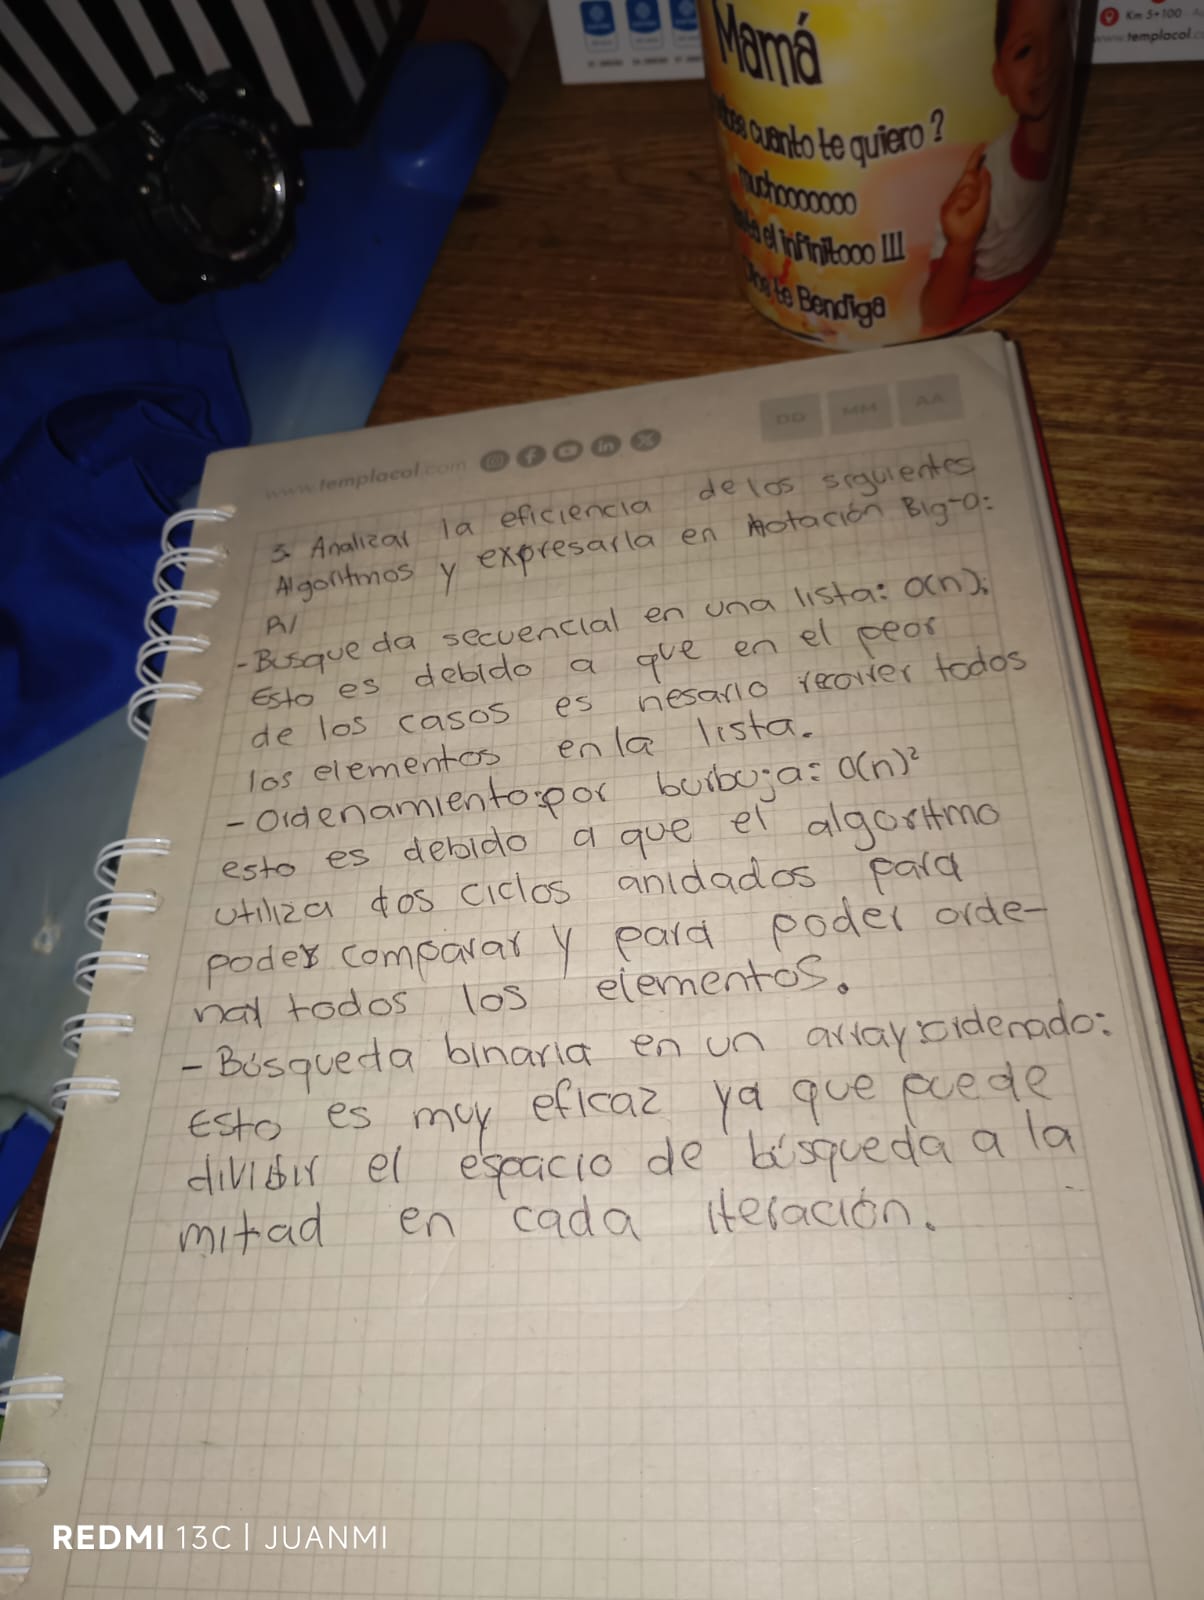 Mamá
cuanto te quiero ?
muchooooooo
el infinitooo !!!
Dios te Bendiga
Km 5+100
www.templacol.co
DD MM AA
www.templacol.com
3. Analizar la eficiencia de los siguientes
Algoritmos y expresarla en notación Big-O:
R/
- Busqueda secuencial en una lista: O(n);
Esto es debido a que en el peor
de los casos es nesario recorrer todos
los elementos en la lista.
- Ordenamiento:por burbuja: O(n)²
esto es debido a que el algoritmo
utiliza dos ciclos anidados para
poder comparar y para poder orde-
nar todos los elementos.
- Búsqueda binaria en un array:ordenado:
Esto es muy eficaz ya que puede
dividir el espacio de búsqueda a la
mitad en cada iteración.
REDMI 13C | JUANMI